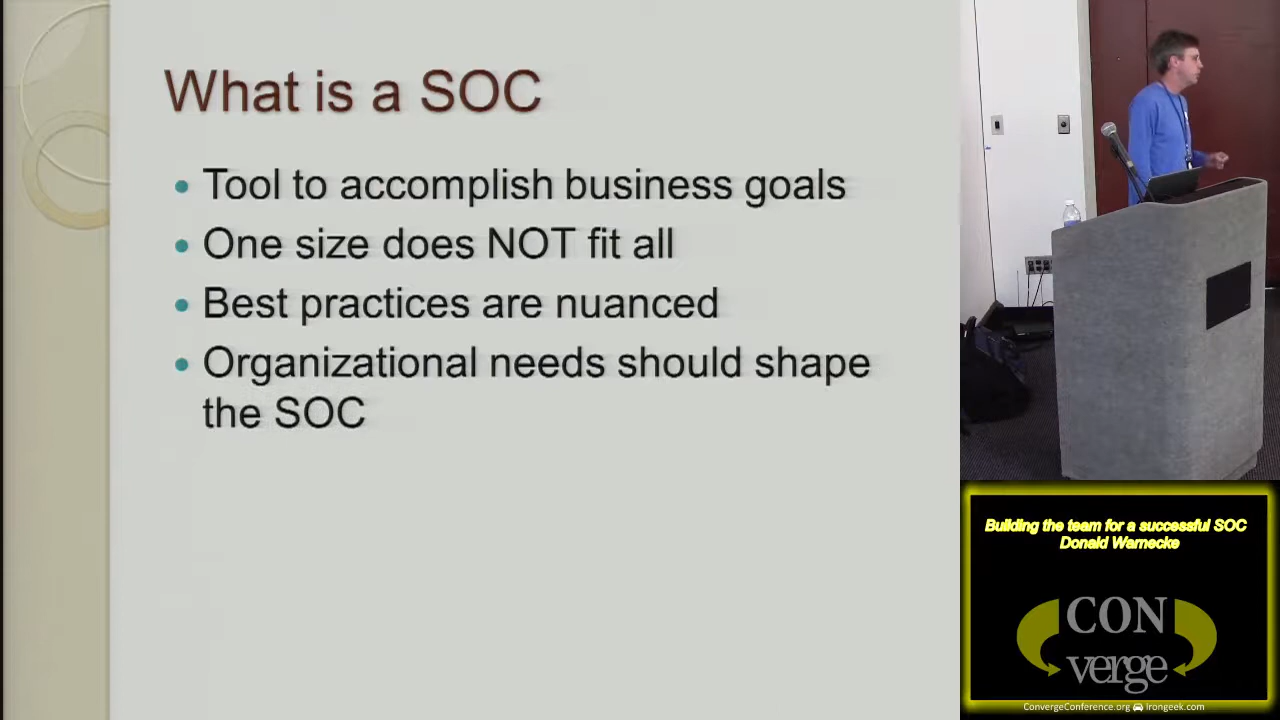 What is a SOC
Tool to accomplish business goals
One size does NOT fit all
Best practices are nuanced
Organizational needs should shape
the SOC
Building the team for a successful SOC
Donald Warnecke
CON
verge
ConvergeConference.org Irongeek.com